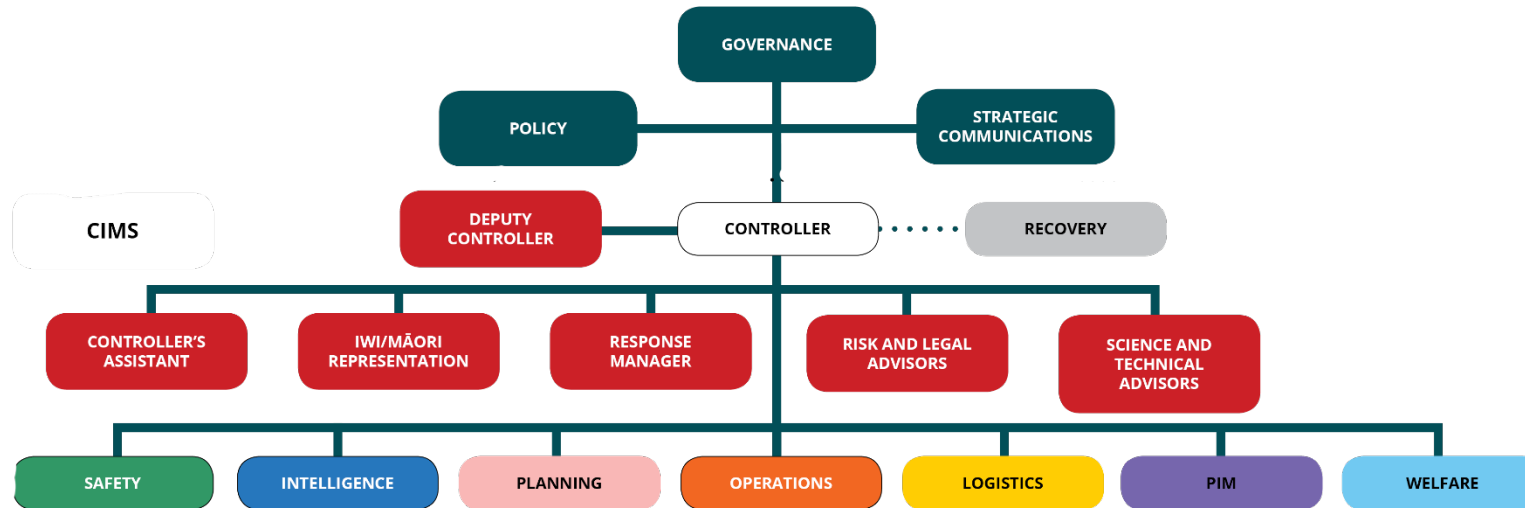 GOVERNANCE
POLICY
STRATEGIC
COMMUNICATIONS
CIMS
DEPUTY
CONTROLLER
CONTROLLER
RECOVERY
CONTROLLER’S
ASSISTANT
IWI/MĀORI
REPRESENTATION
RESPONSE
MANAGER
RISK AND LEGAL
ADVISORS
SCIENCE AND
TECHNICAL
ADVISORS
SAFETY
INTELLIGENCE
PLANNING
OPERATIONS
LOGISTICS
PIM
WELFARE